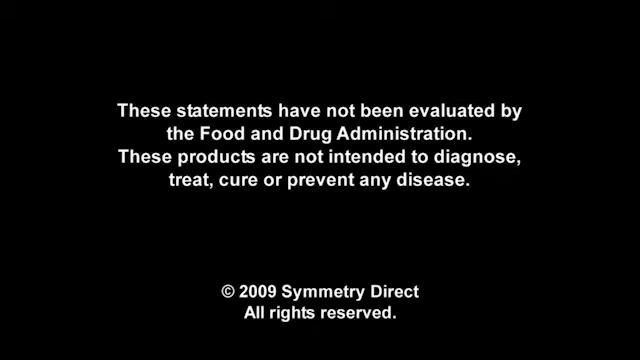 These statements have not been evaluated by
the Food and Drug Administration.
These products are not intended to diagnose,
treat, cure or prevent any disease.
© 2009 Symmetry Direct
All rights reserved.